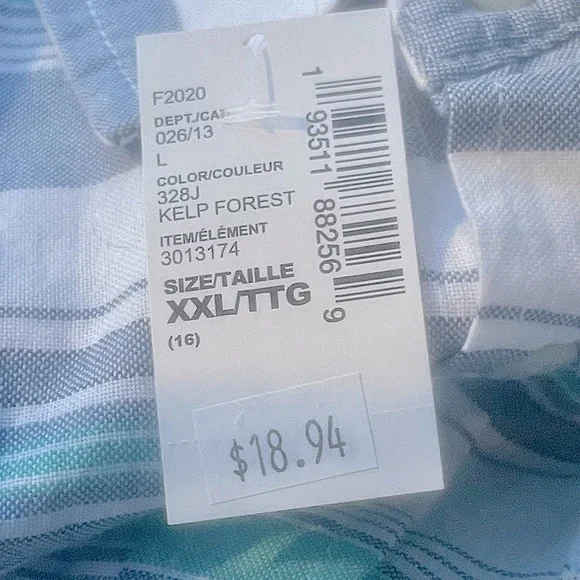 F2020
DEPT./CAT
026/13
L
COLOR/COULEUR
328J
KELP FOREST
ITEM/ÉLÉMENT
3013174
SIZE/TAILLE
XXL/TTG
(16)
1 93511 88256 9
$18.94